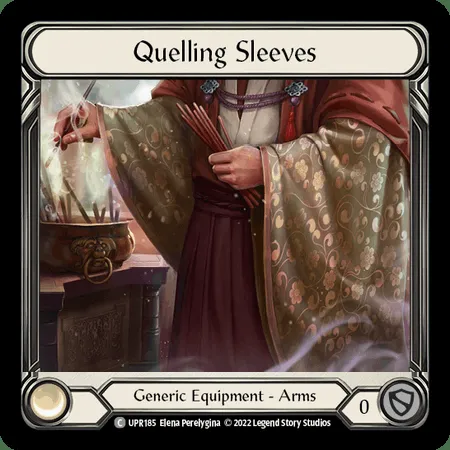 Quelling Sleeves
Generic Equipment - Arms
0
C UPR185 Elena Perelygina © 2022 Legend Story Studios